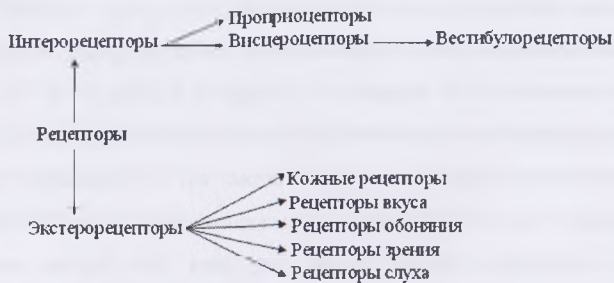 Проприоцепторы
Интерорецепторы Висцероцепторы Вестибулорецепторы
Рецепторы
Кожные рецепторы
Рецепторы вкуса
Экстерорецепторы Рецепторы обоняния
Рецепторы зрения
Рецепторы слуха